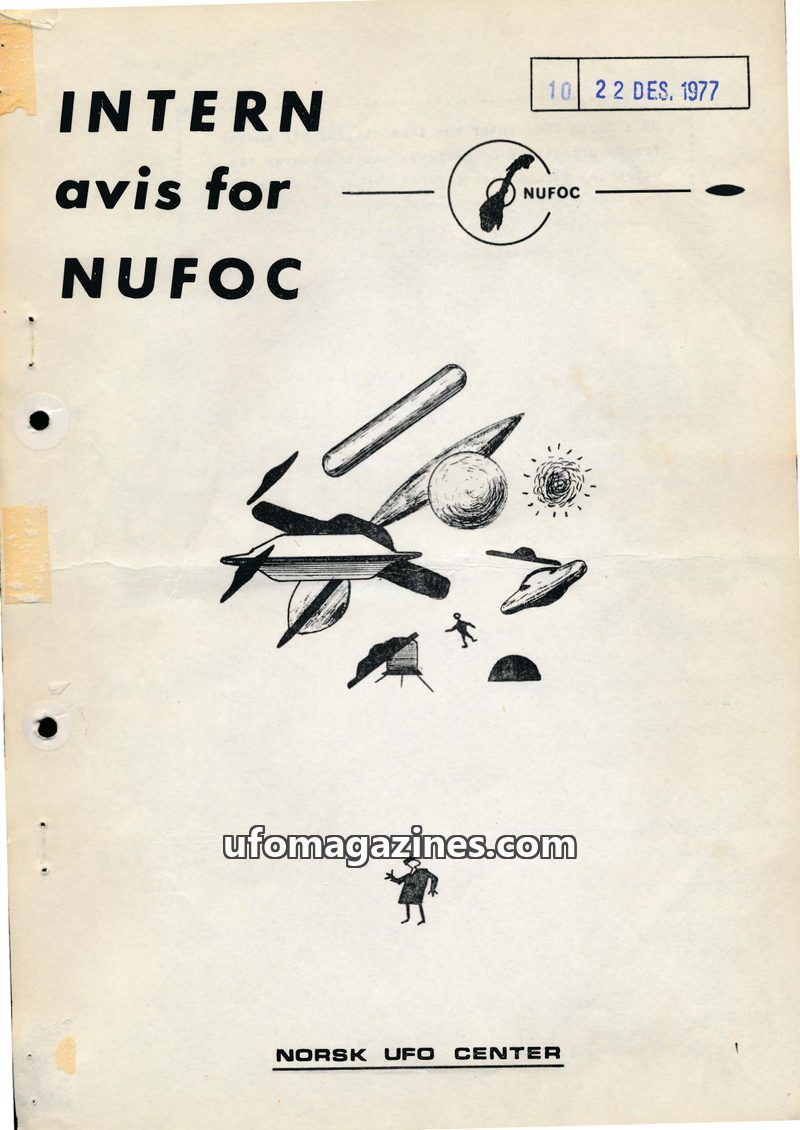 INTERN
avis for
NUFOC
10 22 DES. 1977
NUFOC
ufomagazines.com
NORSK UFO CENTER